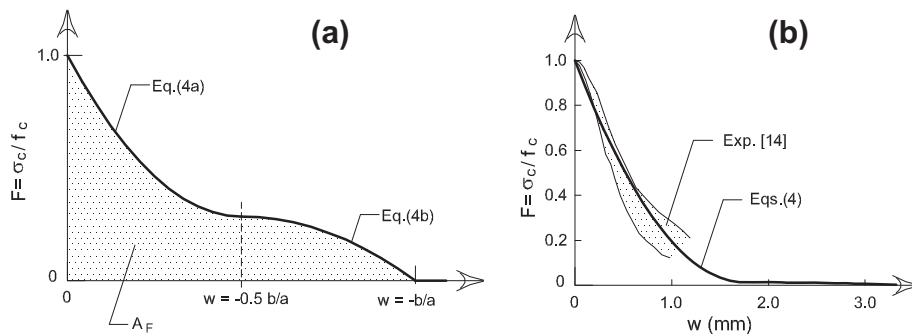 (a)
1.0
Eq.(4a)
F=σc/fc
Eq.(4b)
0
0
w = -0.5 b/a
w = -b/a
AF
(b)
1.0
0.8
0.6
0.4
0.2
0
F=σc/fc
Exp. [14]
Eqs.(4)
0
1.0
2.0
3.0
w (mm)